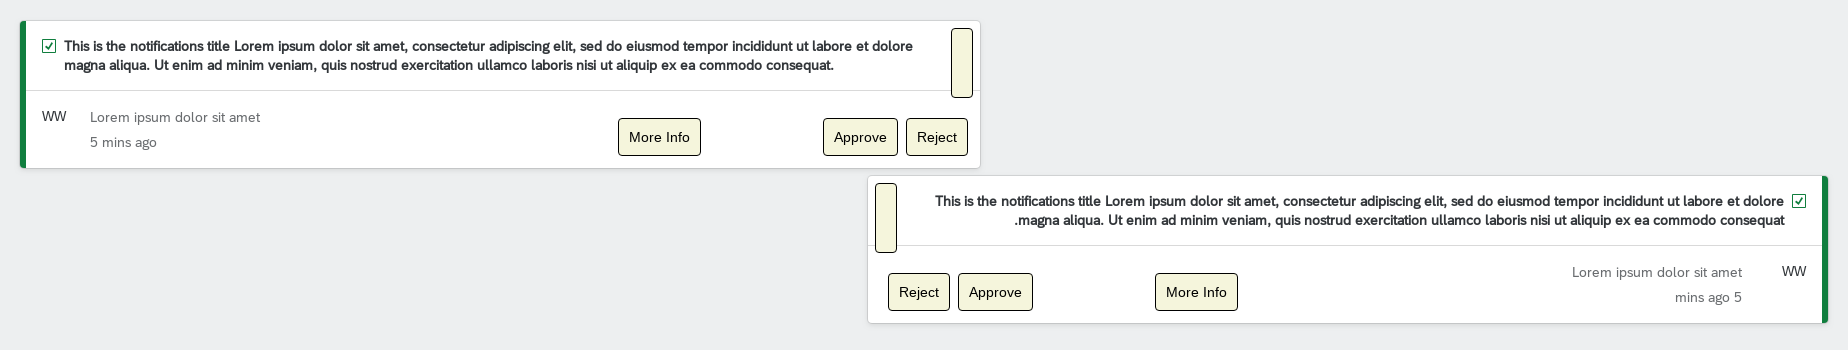 This is the notifications title Lorem ipsum dolor sit amet, consectetur adipiscing elit, sed do eiusmod tempor incididunt ut labore et dolore
magna aliqua. Ut enim ad minim veniam, quis nostrud exercitation ullamco laboris nisi ut aliquip ex ea commodo consequat.
WW Lorem ipsum dolor sit amet
5 mins ago
More Info Approve Reject
This is the notifications title Lorem ipsum dolor sit amet, consectetur adipiscing elit, sed do eiusmod tempor incididunt ut labore et dolore
.magna aliqua. Ut enim ad minim veniam, quis nostrud exercitation ullamco laboris nisi ut aliquip ex ea commodo consequat
Lorem ipsum dolor sit amet WW
mins ago 5
Reject Approve More Info